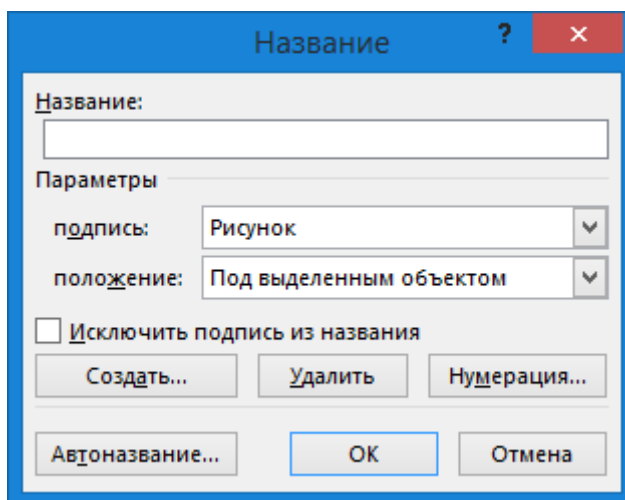 Название ?
Название:
Параметры
подпись: Рисунок
положение: Под выделенным объектом
Исключить подпись из названия
Создать... Удалить Нумерация...
Автоназвание... ОК Отмена